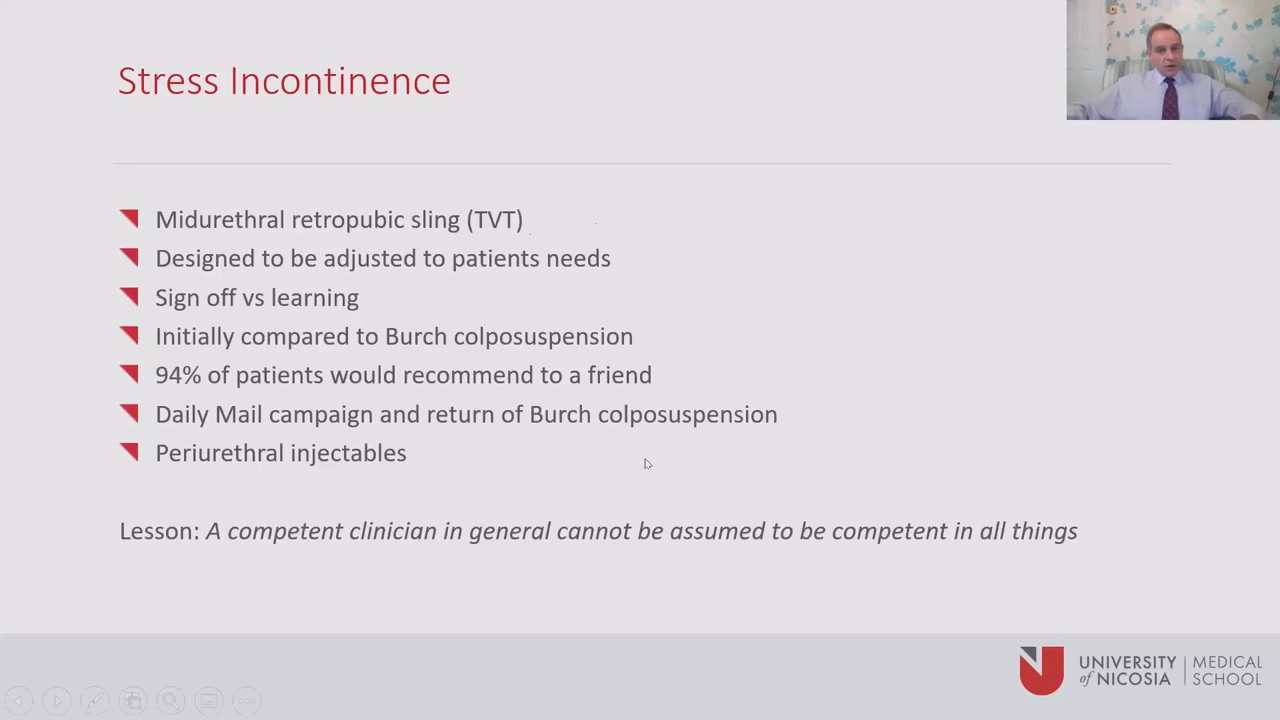 Stress Incontinence
Midurethral retropubic sling (TVT)
Designed to be adjusted to patients needs
Sign off vs learning
Initially compared to Burch colposuspension
94% of patients would recommend to a friend
Daily Mail campaign and return of Burch colposuspension
Periurethral injectables
Lesson: A competent clinician in general cannot be assumed to be competent in all things
UNIVERSITY of NICOSIA
MEDICAL SCHOOL